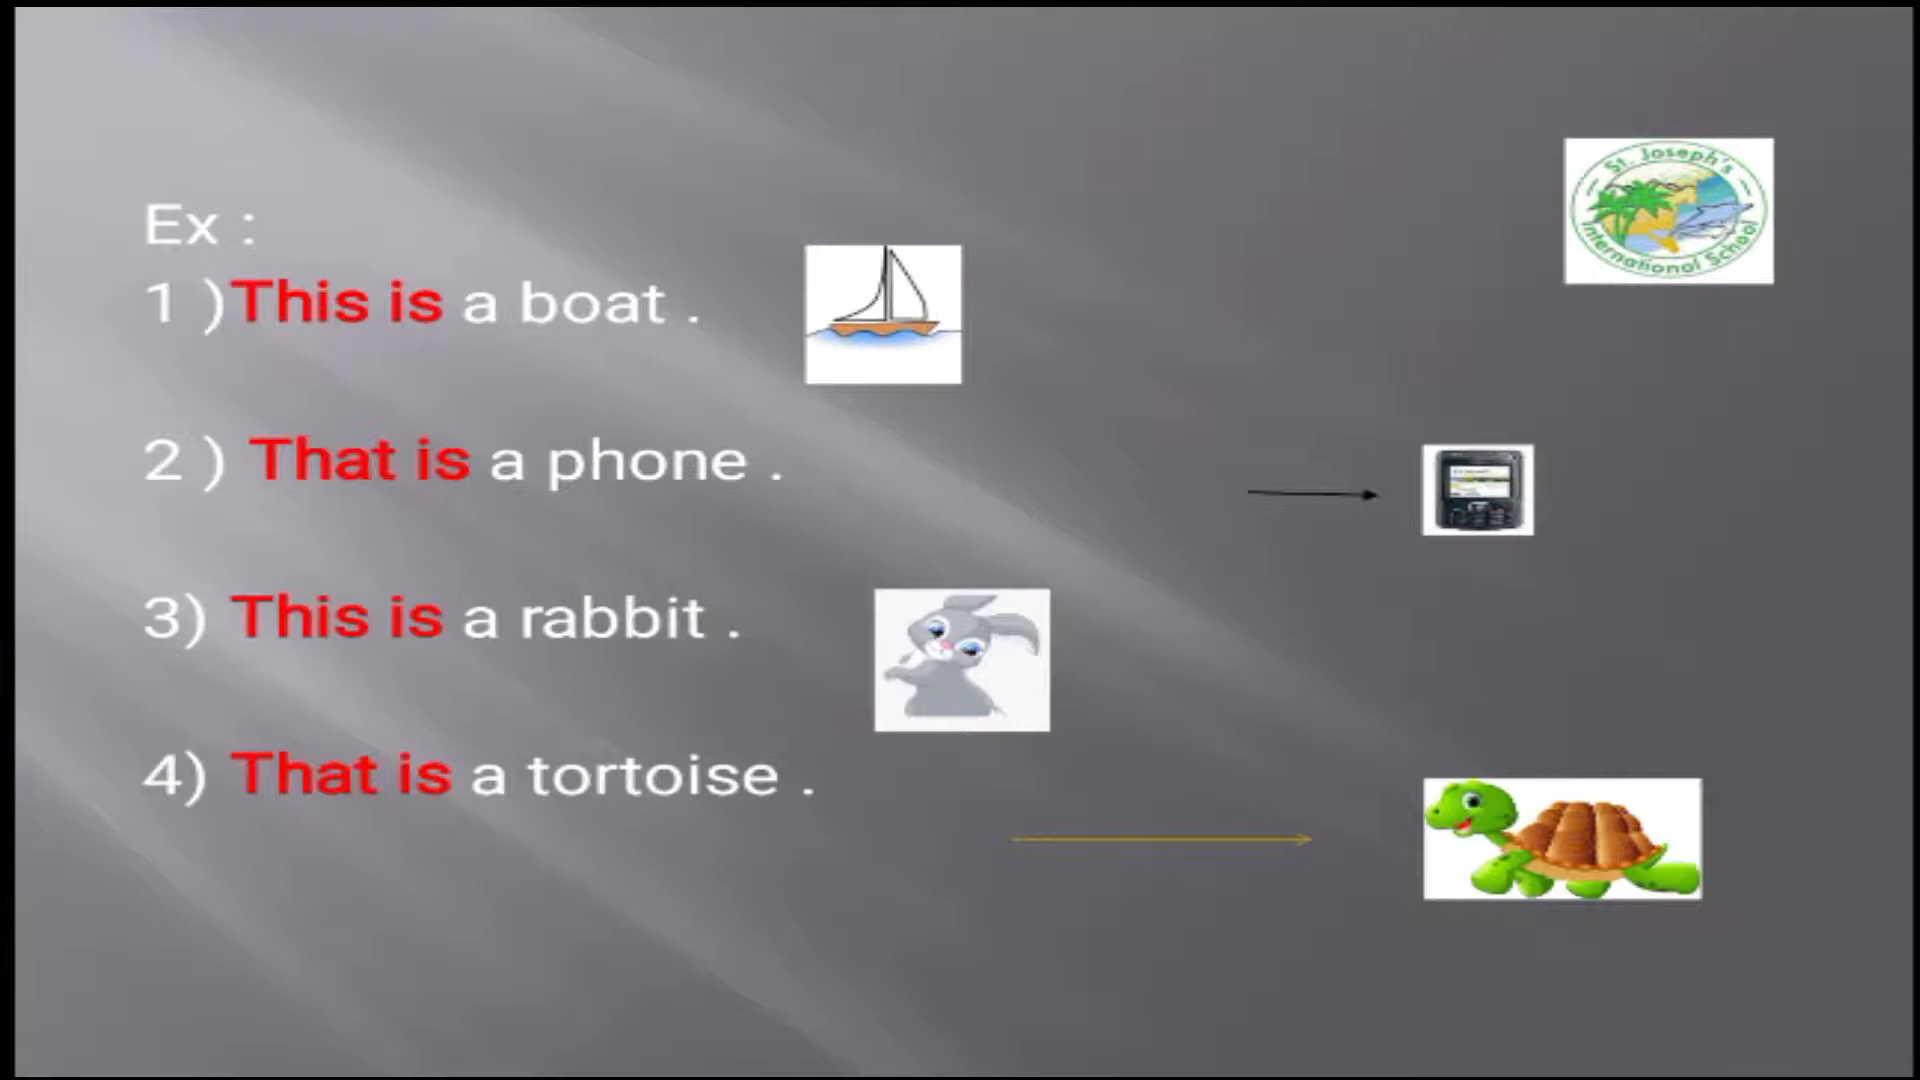 St. Joseph's
International School
Ex :
1 )This is a boat .
2 ) That is a phone .
3) This is a rabbit .
4) That is a tortoise .